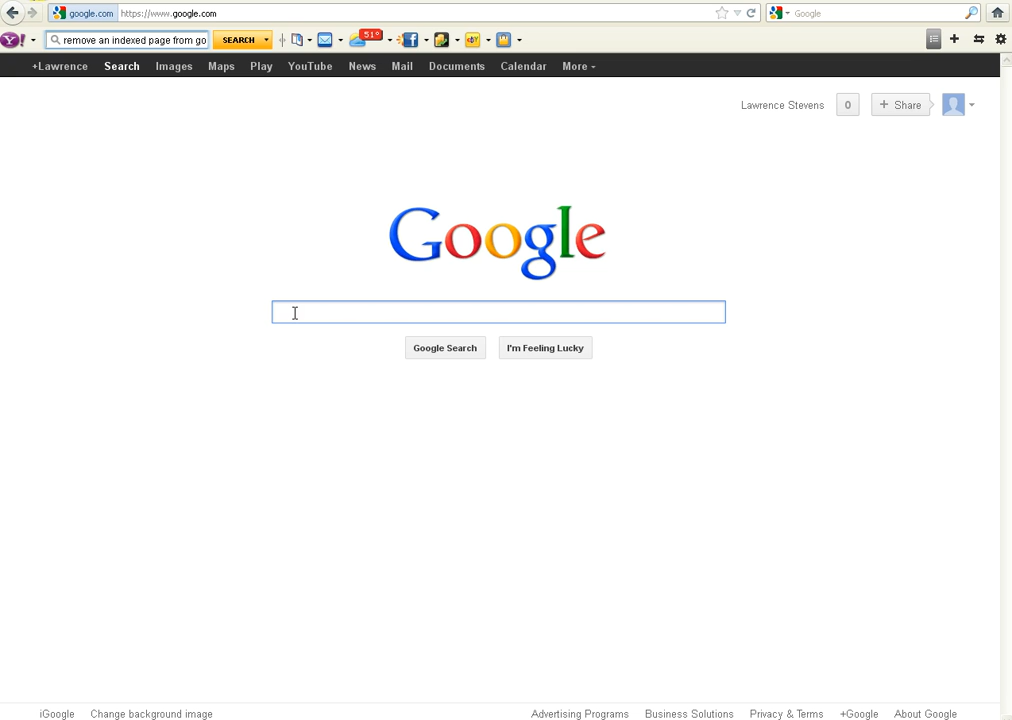 google.com https://www.google.com Google
Y! remove an indexed page from go SEARCH 51°
+Lawrence Search Images Maps Play YouTube News Mail Documents Calendar More
Lawrence Stevens 0 + Share
Google
Google Search I'm Feeling Lucky
iGoogle Change background image Advertising Programs Business Solutions Privacy & Terms +Google About Google